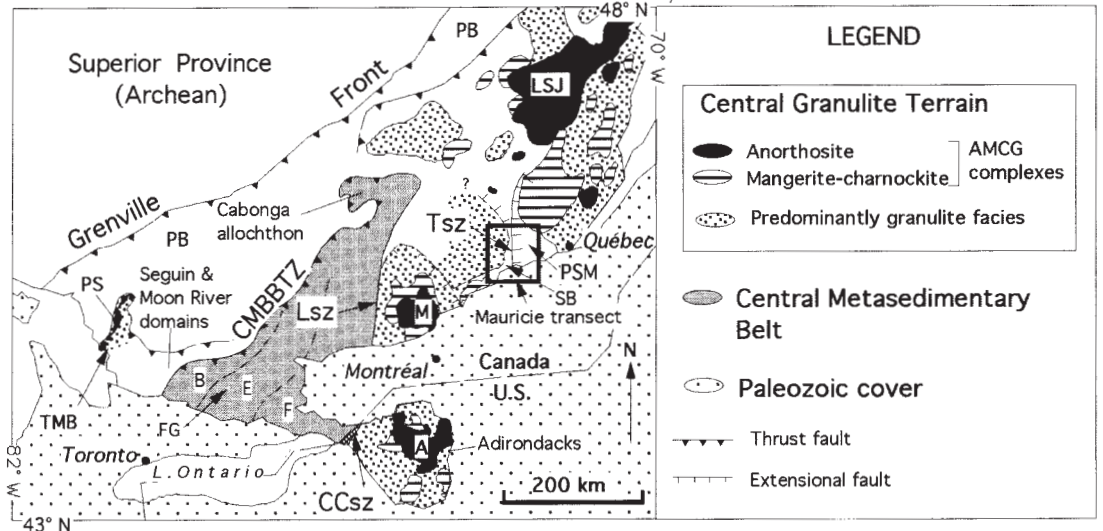 48° N
70° W
PB
Superior Province
(Archean)
Front
LSJ
Grenville
Cabonga
allochthon
?
Tsz
Québec
PB
PS
Seguin &
Moon River
domains
CMBBTZ
Lsz
M
PSM
SB
Mauricie transect
N
Canada
U.S.
Montréal
B
E
F
TMB
FG
A
Adirondacks
Toronto
L. Ontario
CCsz
200 km
82° W
43° N
LEGEND
Central Granulite Terrain
Anorthosite
Mangerite-charnockite
AMCG
complexes
Predominantly granulite facies
Central Metasedimentary
Belt
Paleozoic cover
Thrust fault
Extensional fault